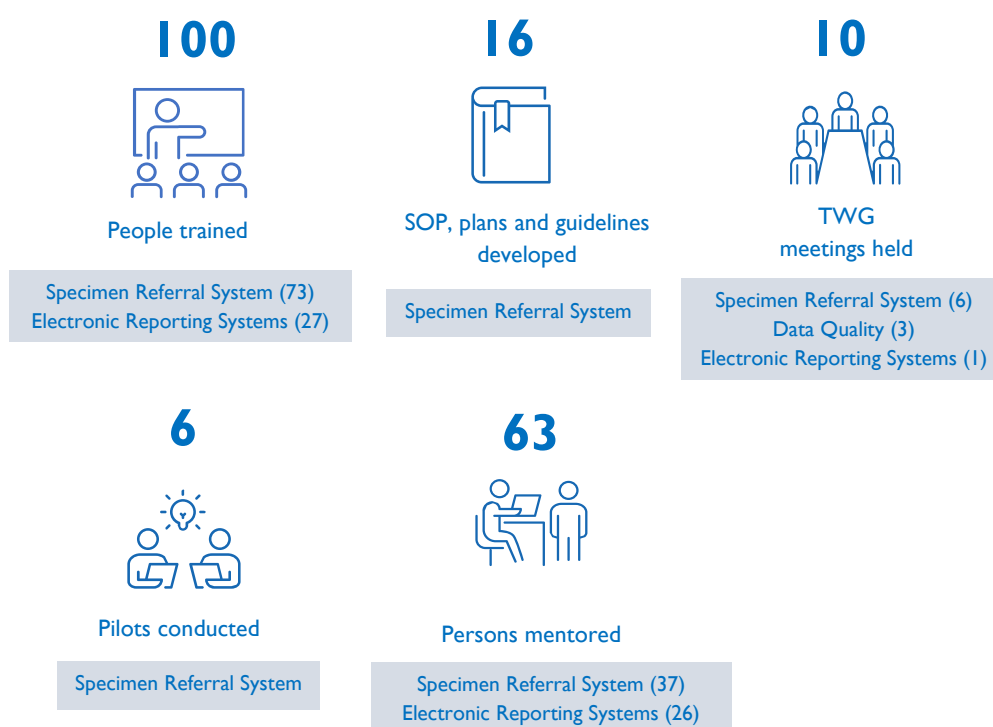 100
People trained
Specimen Referral System (73)
Electronic Reporting Systems (27)
16
SOP, plans and guidelines
developed
Specimen Referral System
10
TWG
meetings held
Specimen Referral System (6)
Data Quality (3)
Electronic Reporting Systems (1)
6
Pilots conducted
Specimen Referral System
63
Persons mentored
Specimen Referral System (37)
Electronic Reporting Systems (26)